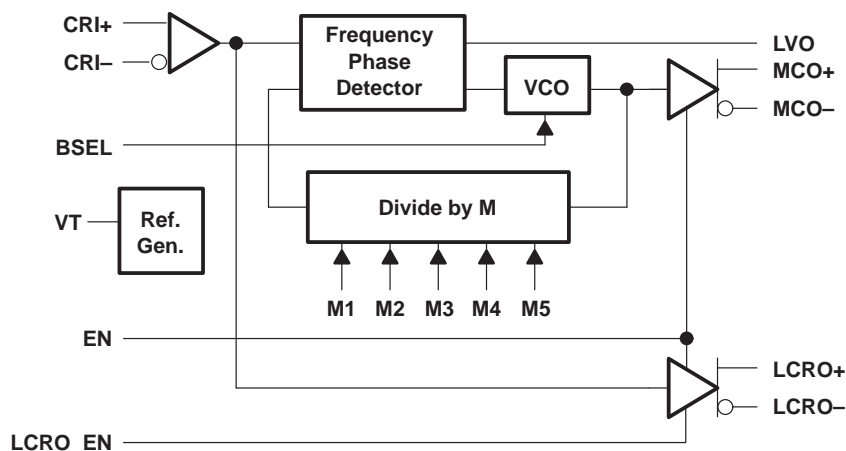 CRI+
CRI–
Frequency
Phase
Detector
LVO
VCO
MCO+
MCO–
BSEL
Divide by M
VT
Ref.
Gen.
M1 M2 M3 M4 M5
EN
LCRO+
LCRO–
LCRO EN